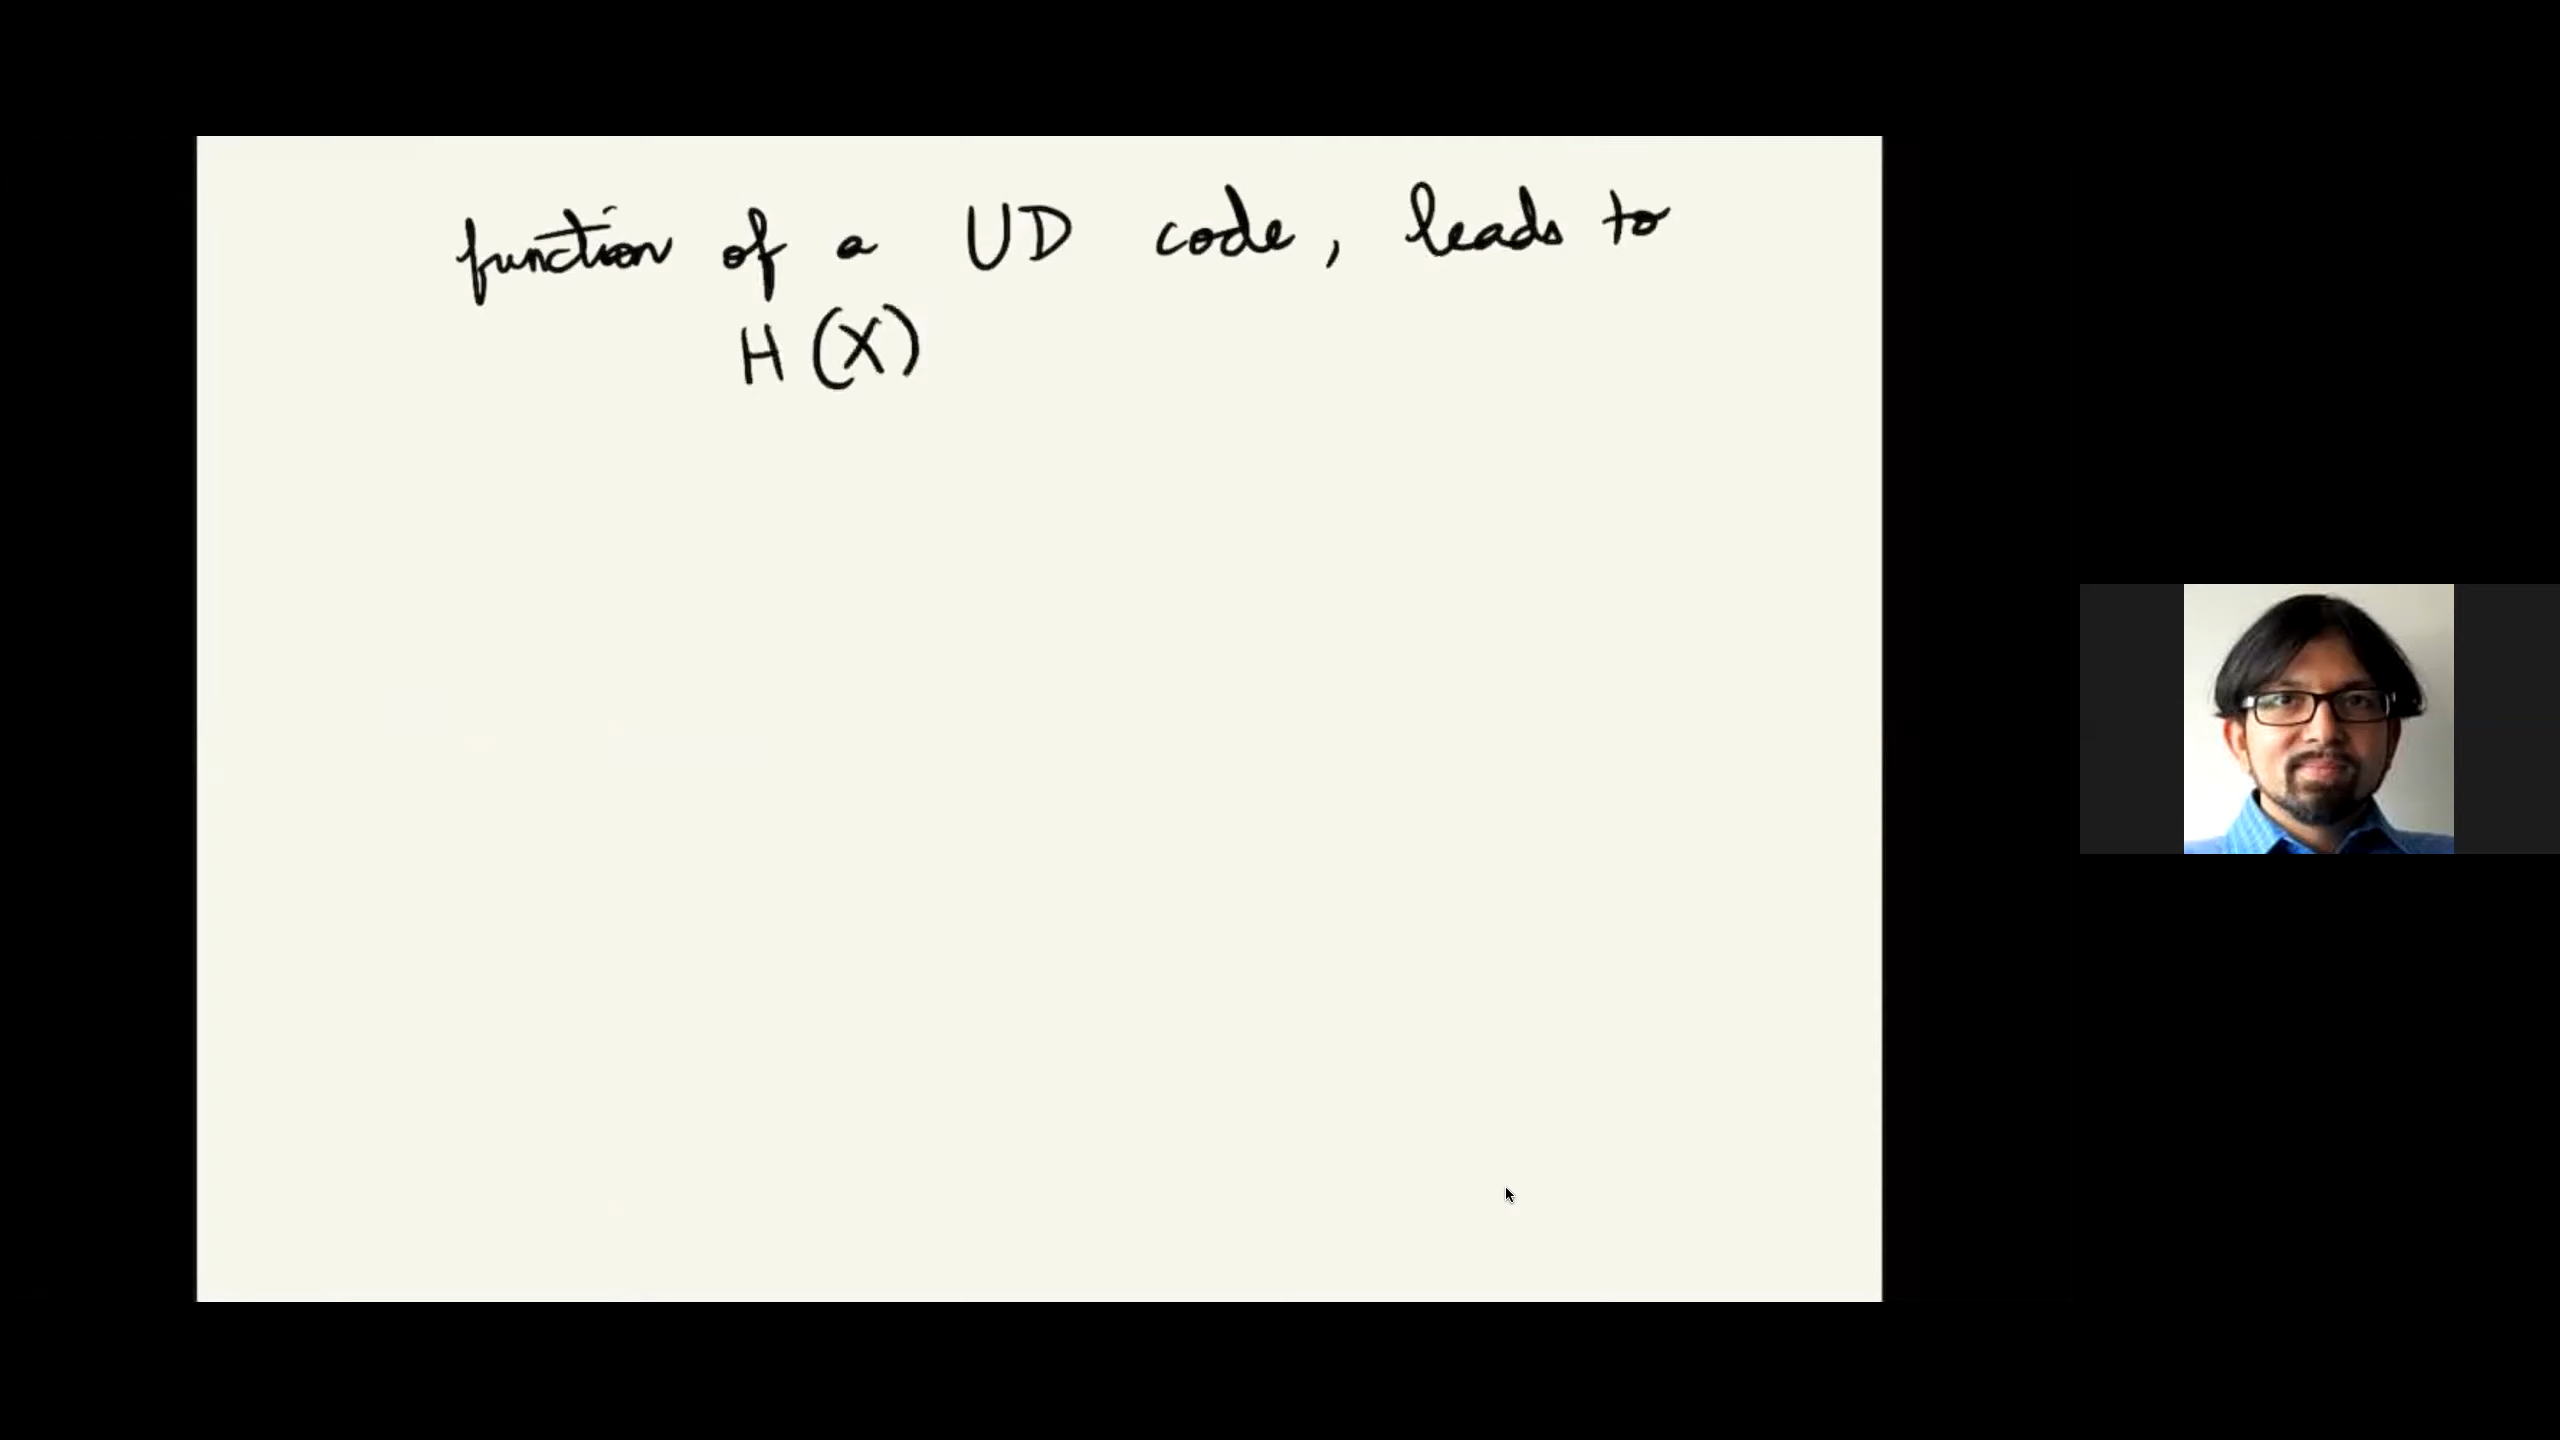 function of a UD code, leads to
H(X)